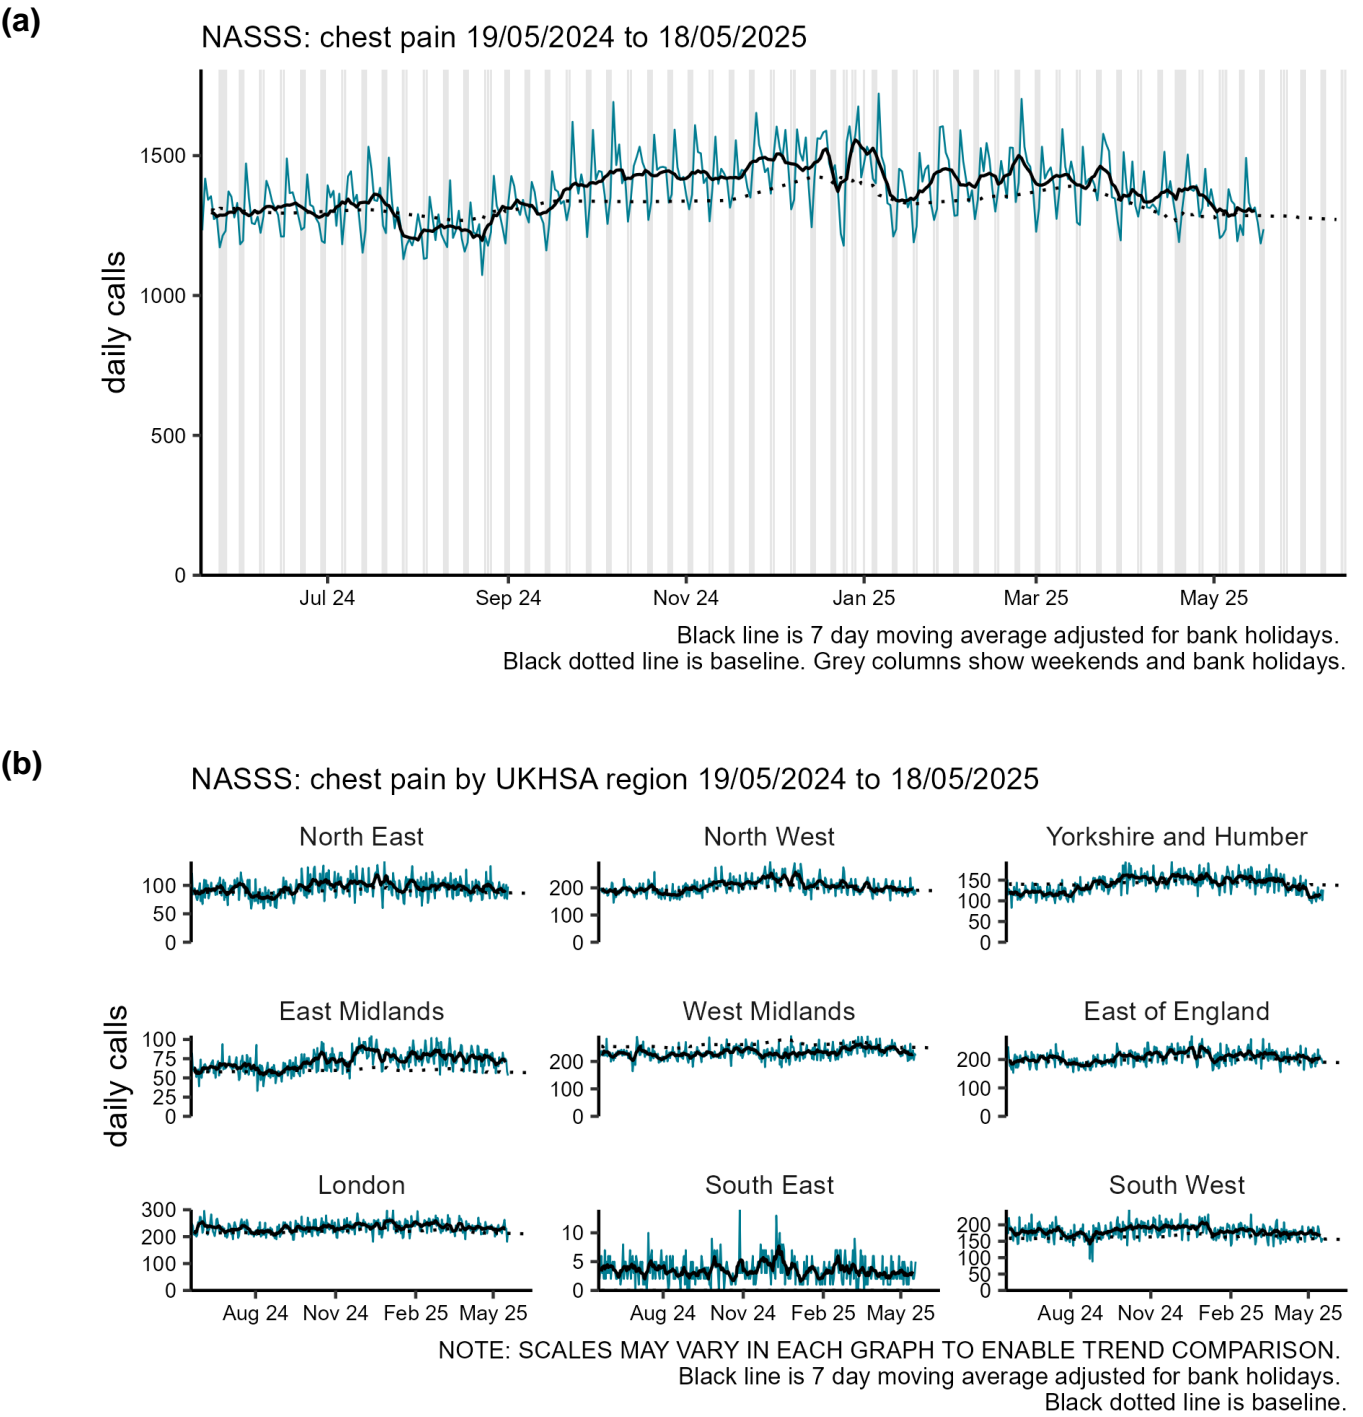 (a)
NASSS: chest pain 19/05/2024 to 18/05/2025
daily calls
1500
1000
500
0
Jul 24 Sep 24 Nov 24 Jan 25 Mar 25 May 25
Black line is 7 day moving average adjusted for bank holidays.
Black dotted line is baseline. Grey columns show weekends and bank holidays.
(b)
NASSS: chest pain by UKHSA region 19/05/2024 to 18/05/2025
daily calls
North East
100
50
0
North West
200
100
0
Yorkshire and Humber
150
100
50
0
East Midlands
100
75
50
25
0
West Midlands
200
100
0
East of England
200
100
0
London
300
200
100
0
South East
10
5
0
South West
200
150
100
50
0
Aug 24 Nov 24 Feb 25 May 25 Aug 24 Nov 24 Feb 25 May 25 Aug 24 Nov 24 Feb 25 May 25
NOTE: SCALES MAY VARY IN EACH GRAPH TO ENABLE TREND COMPARISON.
Black line is 7 day moving average adjusted for bank holidays.
Black dotted line is baseline.